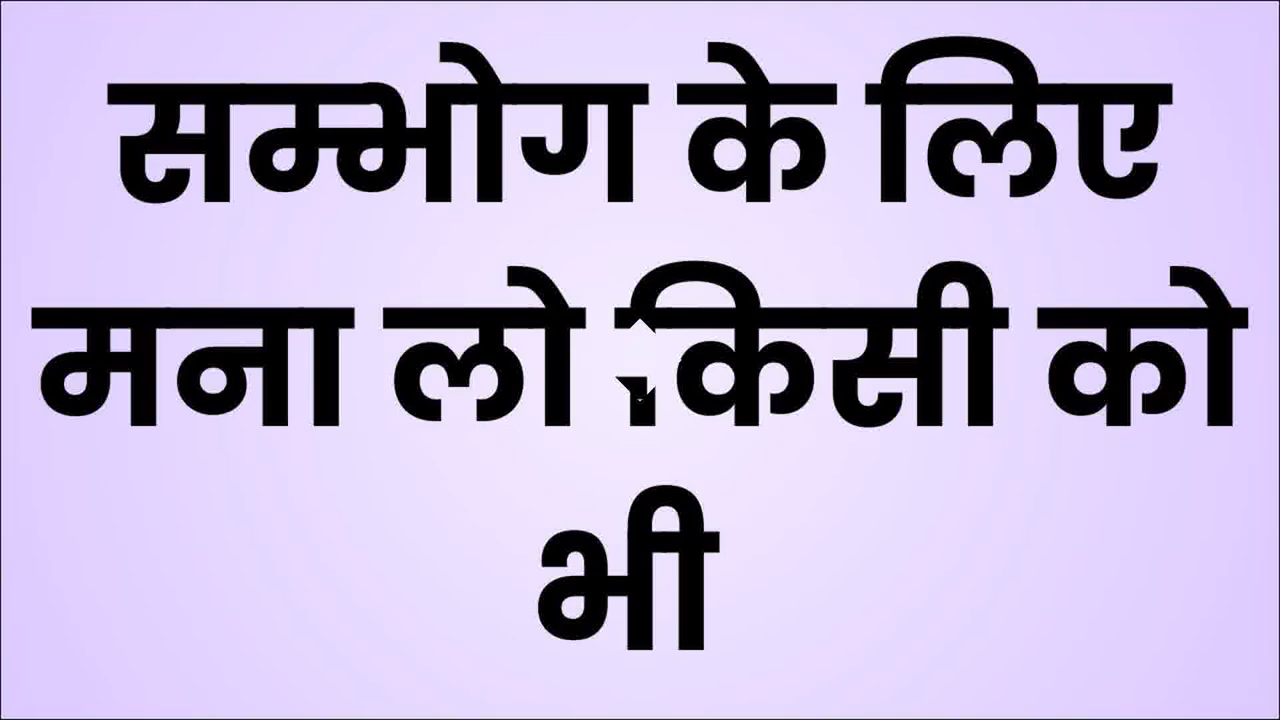 सम्भोग के लिए
मना लो किसी को
भी